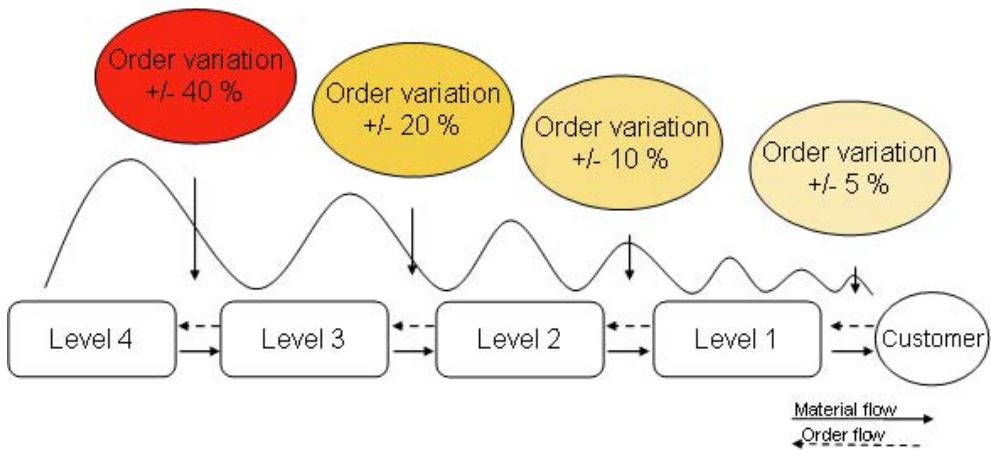 Order variation
+/- 40 %
Order variation
+/- 20 %
Order variation
+/- 10 %
Order variation
+/- 5 %
Level 4
Level 3
Level 2
Level 1
Customer
Material flow
Order flow